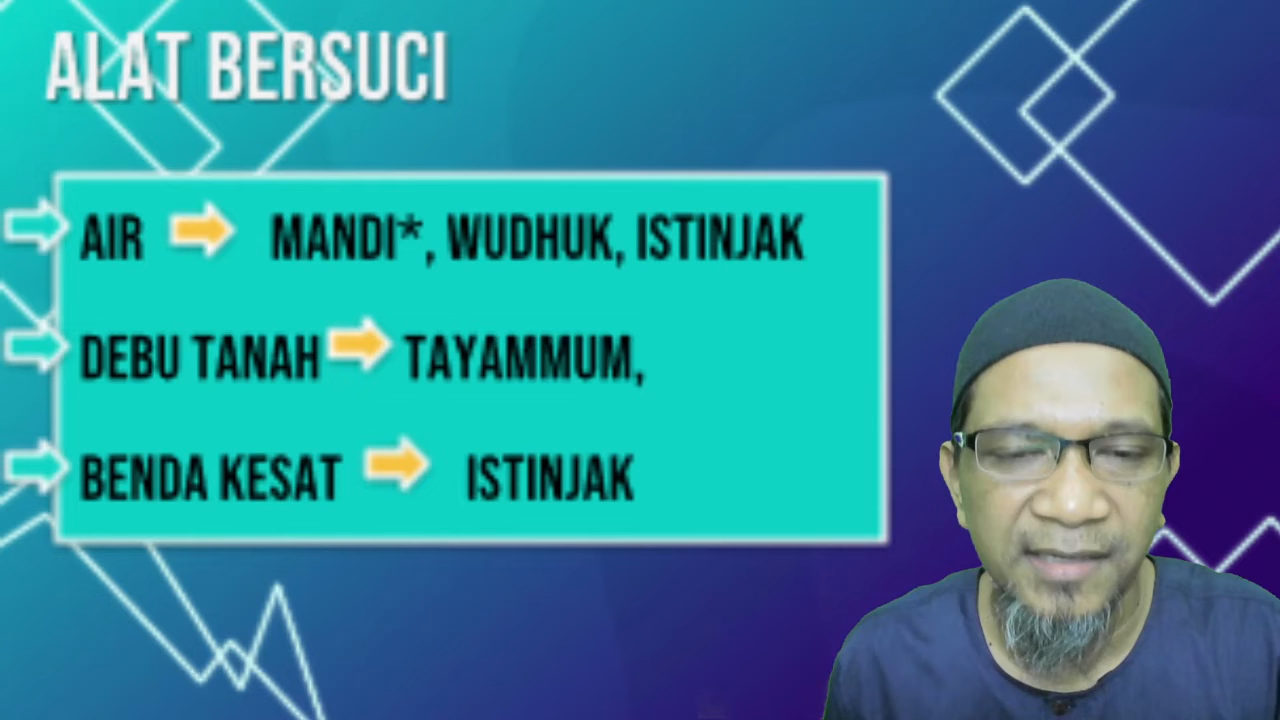 ALAT BERSUCI
AIR MANDI*, WUDHUK, ISTINJAK
DEBU TANAH TAYAMMUM,
BENDA KESAT ISTINJAK